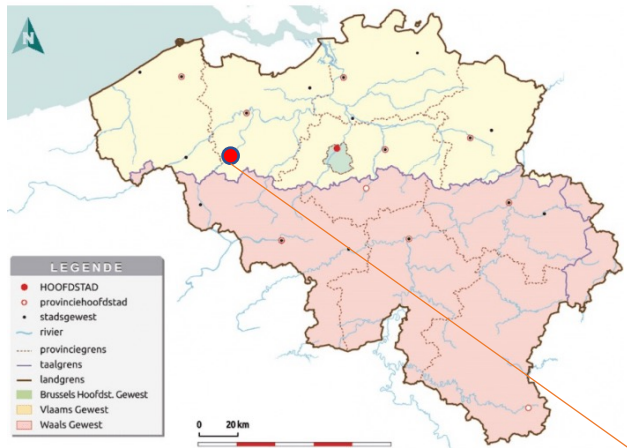 N
LEGENDE
HOOFDSTAD
provinciehoofdstad
stadsgewest
rivier
provinciegrens
taalgrens
landgrens
Brussels Hoofdst. Gewest
Vlaams Gewest
Waals Gewest
0 20 km